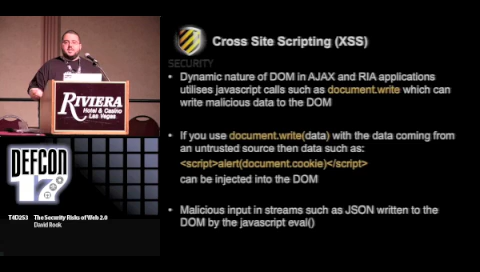 Cross Site Scripting (XSS)
SECURITY
• Dynamic nature of DOM in AJAX and RIA applications
utilises javascript calls such as document.write which can
write malicious data to the DOM
• If you use document.write(data) with the data coming from
an untrusted source then data such as:
<script>alert(document.cookie)</script>
can be injected into the DOM
• Malicious input in streams such as JSON written to the
DOM by the javascript eval()
RIVIERA
Hotel & Casino
Las Vegas
DEFCON
17
T4D2S3 The Security Risks of Web 2.0
David Rook